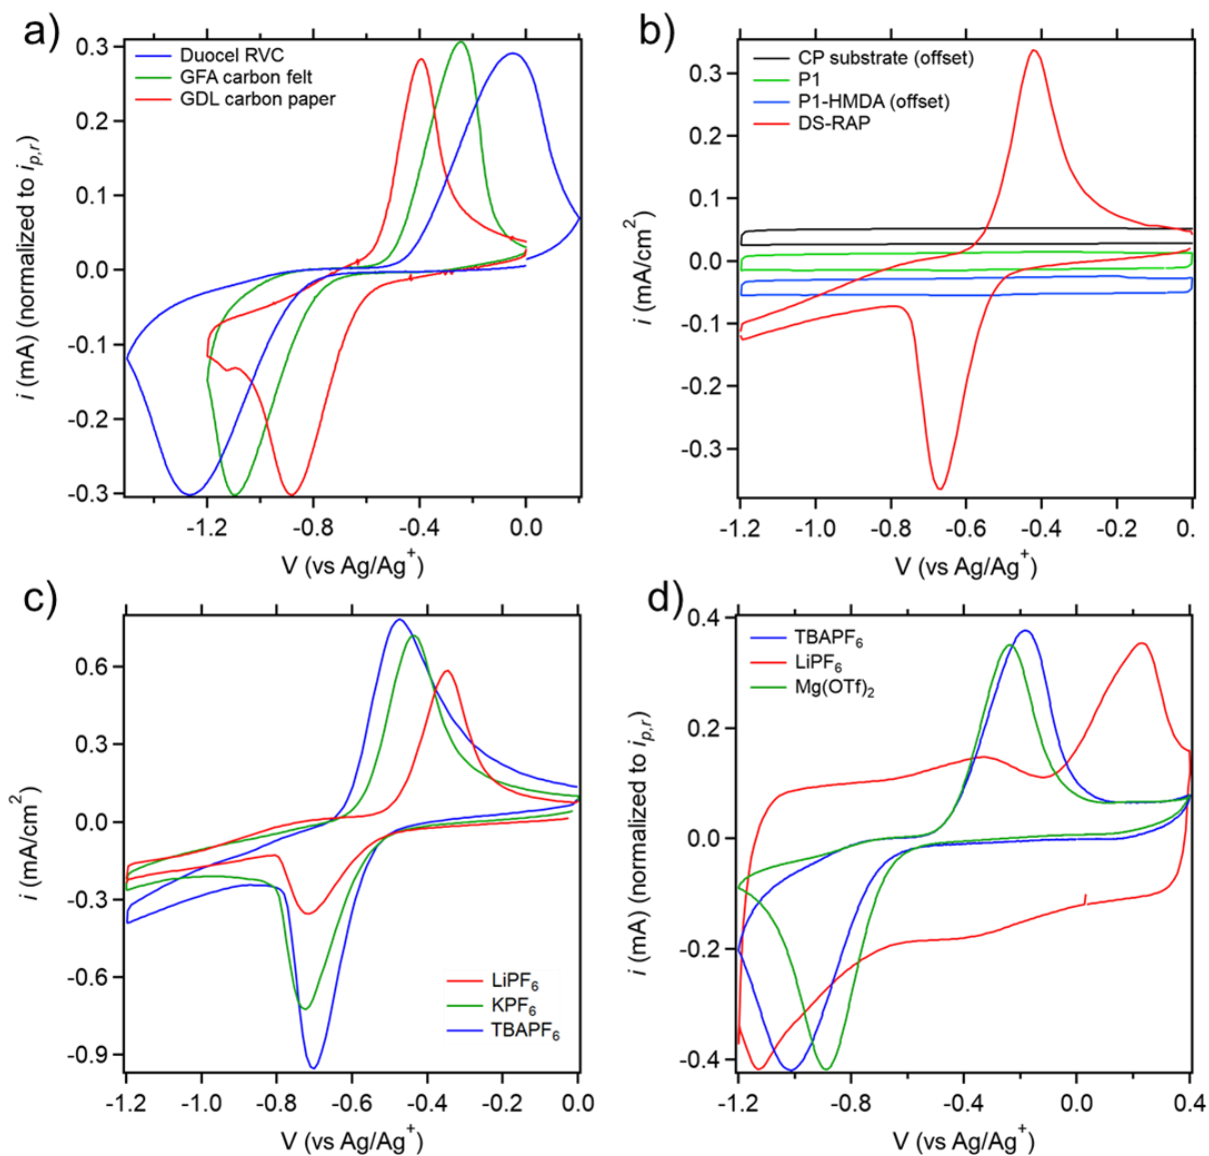 a)
Duocel RVC
GFA carbon felt
GDL carbon paper
0.3
0.2
0.1
0.0
-0.1
-0.2
-0.3
i (mA) (normalized to i_{p,r})
-1.2 -0.8 -0.4 0.0
V (vs Ag/Ag⁺)
b)
CP substrate (offset)
P1
P1-HMDA (offset)
DS-RAP
0.3
0.2
0.1
0.0
-0.1
-0.2
-0.3
i (mA/cm²)
-1.2 -1.0 -0.8 -0.6 -0.4 -0.2 0.
V (vs Ag/Ag⁺)
c)
0.6
0.3
0.0
-0.3
-0.6
-0.9
i (mA/cm²)
LiPF₆
KPF₆
TBAPF₆
-1.2 -1.0 -0.8 -0.6 -0.4 -0.2 0.0
V (vs Ag/Ag⁺)
d)
TBAPF₆
LiPF₆
Mg(OTf)₂
0.4
0.2
0.0
-0.2
-0.4
i (mA) (normalized to i_{p,r})
-1.2 -0.8 -0.4 0.0 0.4
V (vs Ag/Ag⁺)